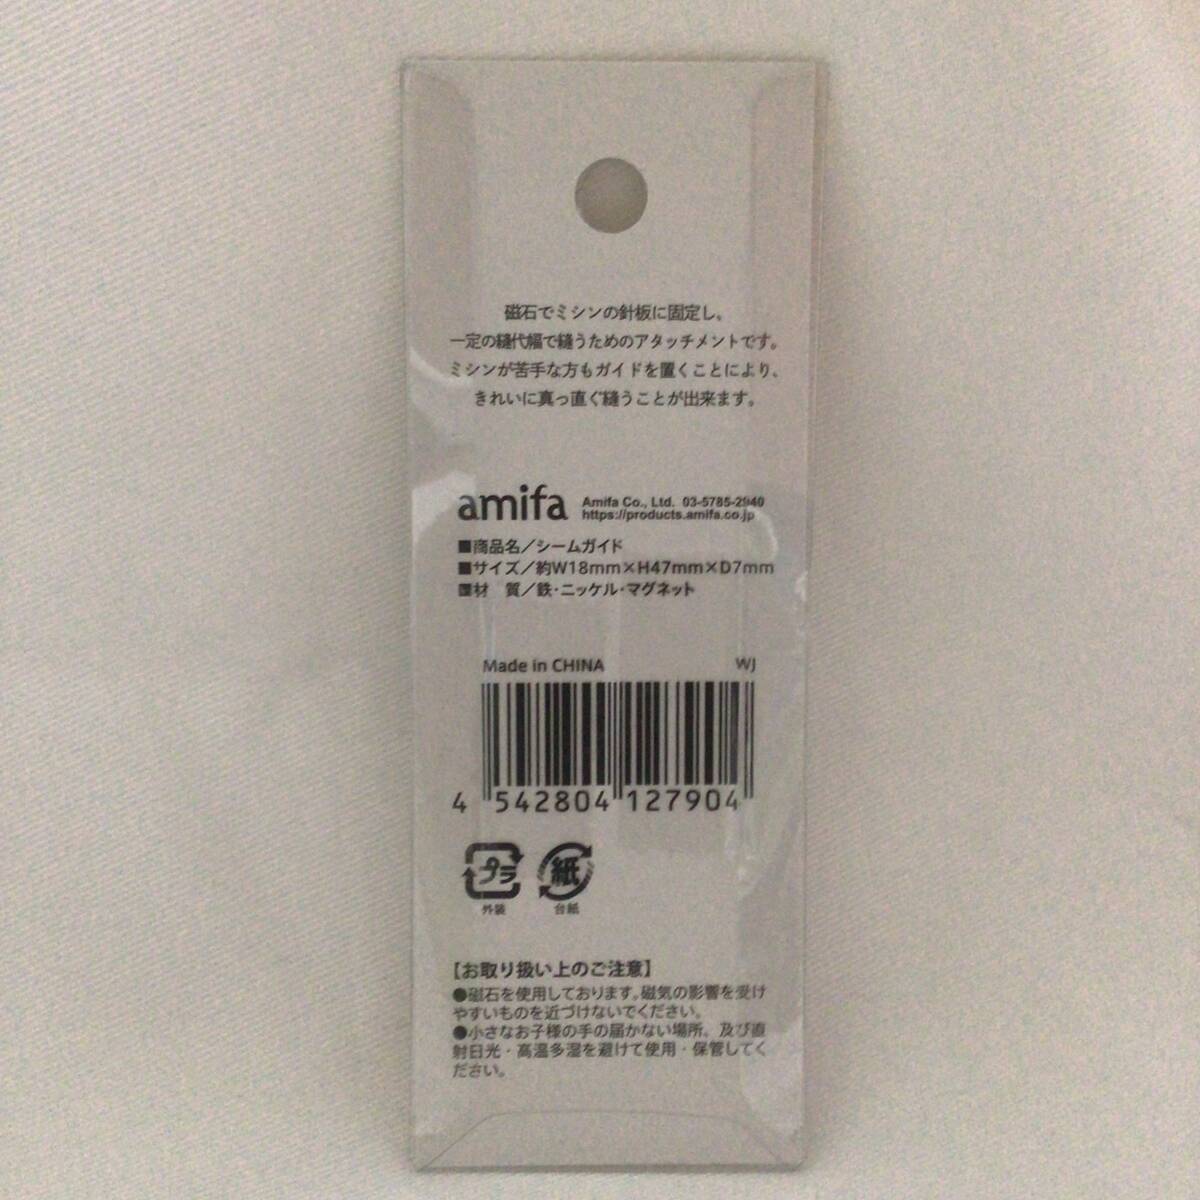 磁石でミシンの針板に固定し、
一定の縫代幅で縫うためのアタッチメントです。
ミシンが苦手な方もガイドを置くことにより、
きれいに真っ直ぐ縫うことが出来ます。
amifa Amifa Co., Ltd. 03-5785-2940
https://products.amifa.co.jp
■商品名／シームガイド
■サイズ／約W18mm×H47mm×D7mm
■材　質／鉄・ニッケル・マグネット
Made in CHINA WJ
4 542804 127904
プラ 紙
外装 台紙
【お取り扱い上のご注意】
●磁石を使用しております。磁気の影響を受け
やすいものを近づけないでください。
●小さなお子様の手の届かない場所、及び直
射日光・高温多湿を避けて使用・保管してく
ださい。